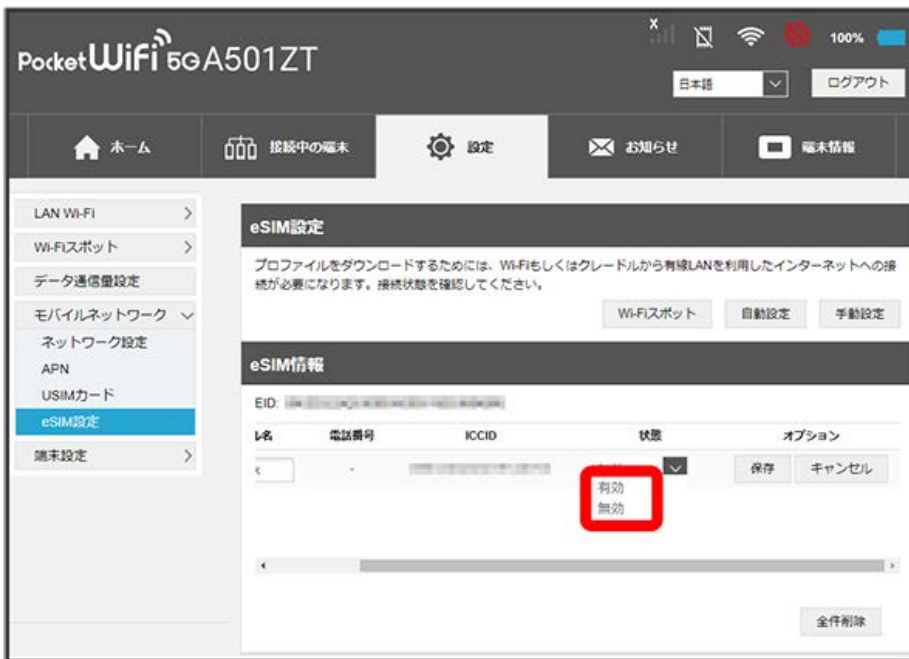 Pocket WiFi 5G A501ZT
100%
日本語
ログアウト
ホーム
接続中の端末
設定
お知らせ
端末情報
LAN Wi-Fi
Wi-Fiスポット
データ通信量設定
モバイルネットワーク
ネットワーク設定
APN
USIMカード
eSIM設定
端末設定
eSIM設定
プロファイルをダウンロードするためには、Wi-Fiもしくはクレードルから有線LANを利用したインターネットへの接
続が必要になります。接続状態を確認してください。
Wi-Fiスポット
自動設定
手動設定
eSIM情報
EID:
ル名 電話番号 ICCID 状態 オプション
- 保存 キャンセル
有効
無効
全件削除